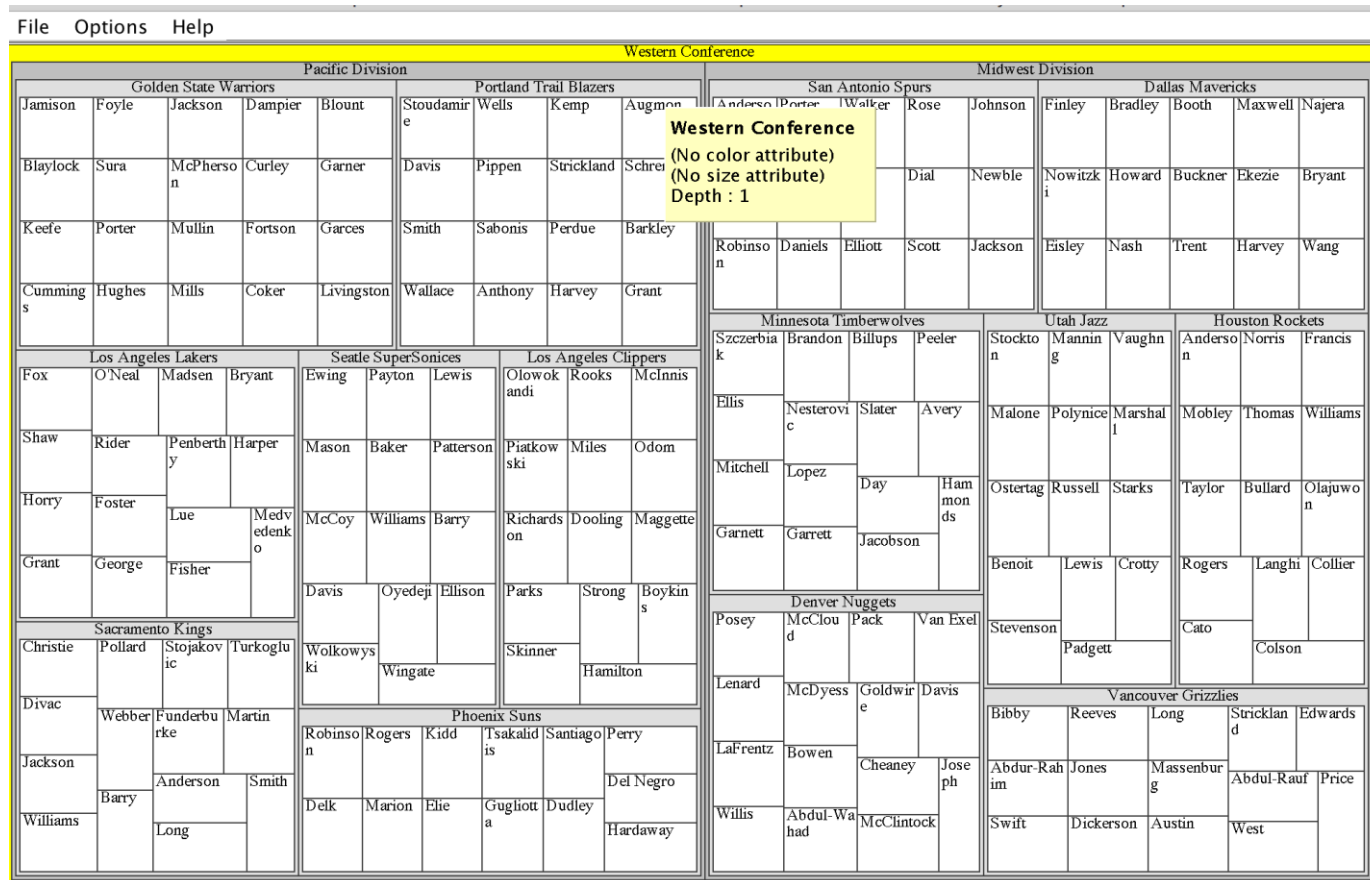 File Options Help
Western Conference
Pacific Division
Golden State Warriors
Jamison Foyle Jackson Dampier Blount
Blaylock Sura McPherso Curley Garner
n
Keefe Porter Mullin Fortson Garces
Cumming Hughes Mills Coker Livingston
s
Portland Trail Blazers
Stoudamir Wells Kemp Augmon
e
Davis Pippen Strickland
Smith Sabonis Perdue Barkley
Wallace Anthony Harvey Grant
Los Angeles Lakers
Fox O'Neal Madsen Bryant
Shaw Rider Penberth Harper
y
Horry Foster Lue Medv
edenk
o
Grant George Fisher
Seatle SuperSonices
Ewing Payton Lewis
Mason Baker Patterson
McCoy Williams Barry
Davis Oyedeji Ellison
Wolkowys
ki Wingate
Los Angeles Clippers
Olowok Rooks McInnis
andi
Piatkow Miles Odom
ski
Richards Dooling Maggette
on
Parks Strong Boykin
s
Skinner Hamilton
Sacramento Kings
Christie Pollard Stojakov Turkoglu
ic
Divac Webber Funderbu Martin
rke
Jackson Anderson Smith
Barry
Williams Long
Phoenix Suns
Robinso Rogers Kidd Tsakalid Santiago Perry
n is
Del Negro
Delk Marion Elie Gugliott Dudley
a Hardaway
Midwest Division
San Antonio Spurs
Anderso Porter Walker Rose Johnson
Dial Newble
Robinso Daniels Elliott Scott Jackson
n
Western Conference
(No color attribute)
(No size attribute)
Depth : 1
Dallas Mavericks
Finley Bradley Booth Maxwell Najera
Nowitzk Howard Buckner Ekezie Bryant
i
Eisley Nash Trent Harvey Wang
Minnesota Timberwolves
Szczerbia Brandon Billups Peeler
k
Ellis Nesterovi Slater Avery
c
Mitchell Lopez Day Ham
mon
ds
Garnett Garrett Jacobson
Utah Jazz
Stockto Mannin Vaughn
n g
Malone Polynice Marshal
l
Ostertag Russell Starks
Benoit Lewis Crotty
Stevenson Padgett
Houston Rockets
Anderso Norris Francis
n
Mobley Thomas Williams
Taylor Bullard Olajuwo
n
Rogers Langhi Collier
Cato Colson
Denver Nuggets
Posey McClou Pack Van Exel
d
Lenard McDyess Goldwir Davis
e
LaFrentz Bowen Cheaney Jose
ph
Willis Abdul-Wa McClintock
had
Vancouver Grizzlies
Bibby Reeves Long Stricklan Edwards
d
Abdur-Rah Jones Massenbur Abdul-Rauf Price
im g
Swift Dickerson Austin West